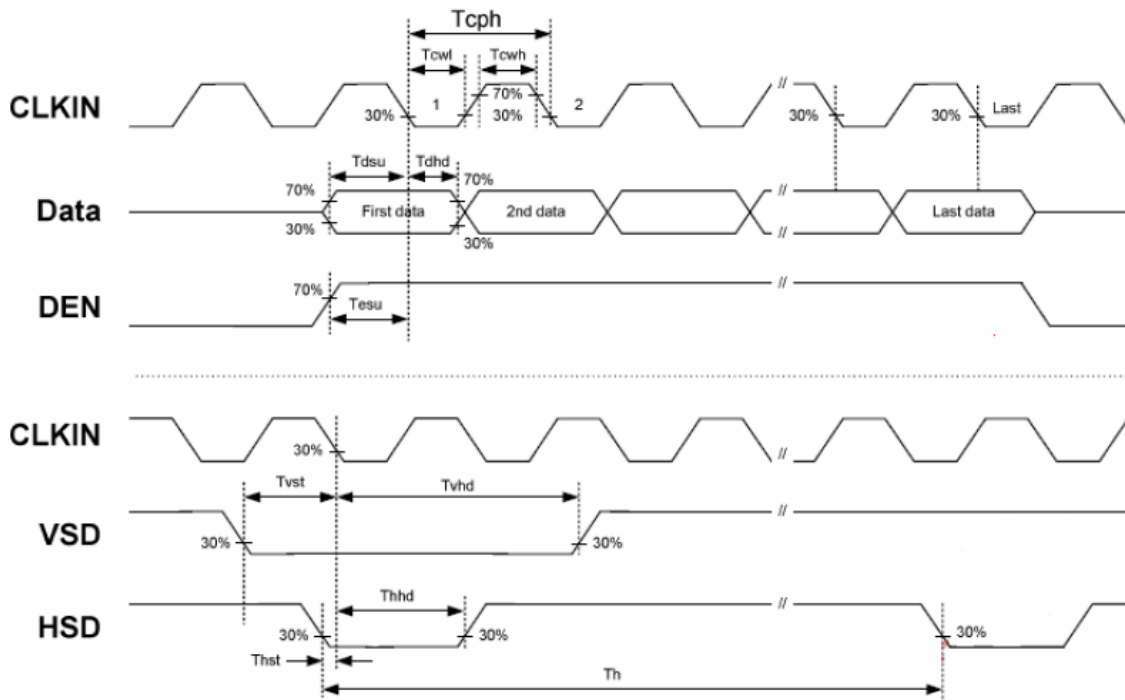 Tcph
Tcwl Tcwh
CLKIN 30% 1 70% 30% 2 // 30% 30% Last
Tdsu Tdhd
70% 70%
Data First data 2nd data // Last data
30% 30% //
70% //
DEN Tesu
CLKIN 30% //
Tvst Tvhd
//
VSD 30% 30%
Thhd //
HSD 30% 30% 30%
Thst
Th